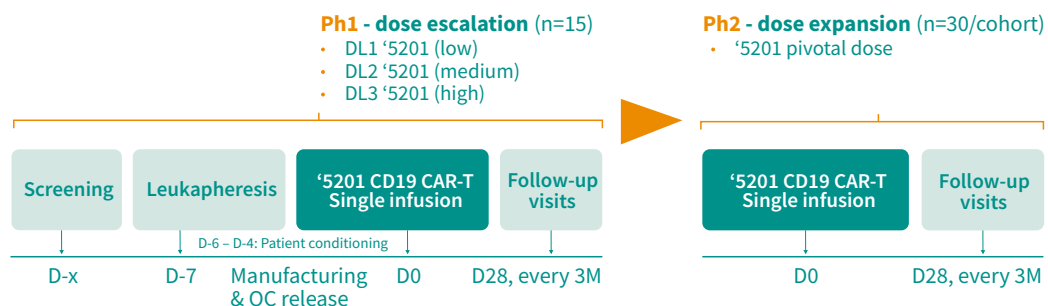 Ph1 - dose escalation (n=15)
• DL1 ‘5201 (low)
• DL2 ‘5201 (medium)
• DL3 ‘5201 (high)
Ph2 - dose expansion (n=30/cohort)
• ‘5201 pivotal dose
Screening
Leukapheresis
‘5201 CD19 CAR-T
Single infusion
Follow-up
visits
‘5201 CD19 CAR-T
Single infusion
Follow-up
visits
D-6 – D-4: Patient conditioning
D-x
D-7
Manufacturing
& QC release
D0
D28, every 3M
D0
D28, every 3M